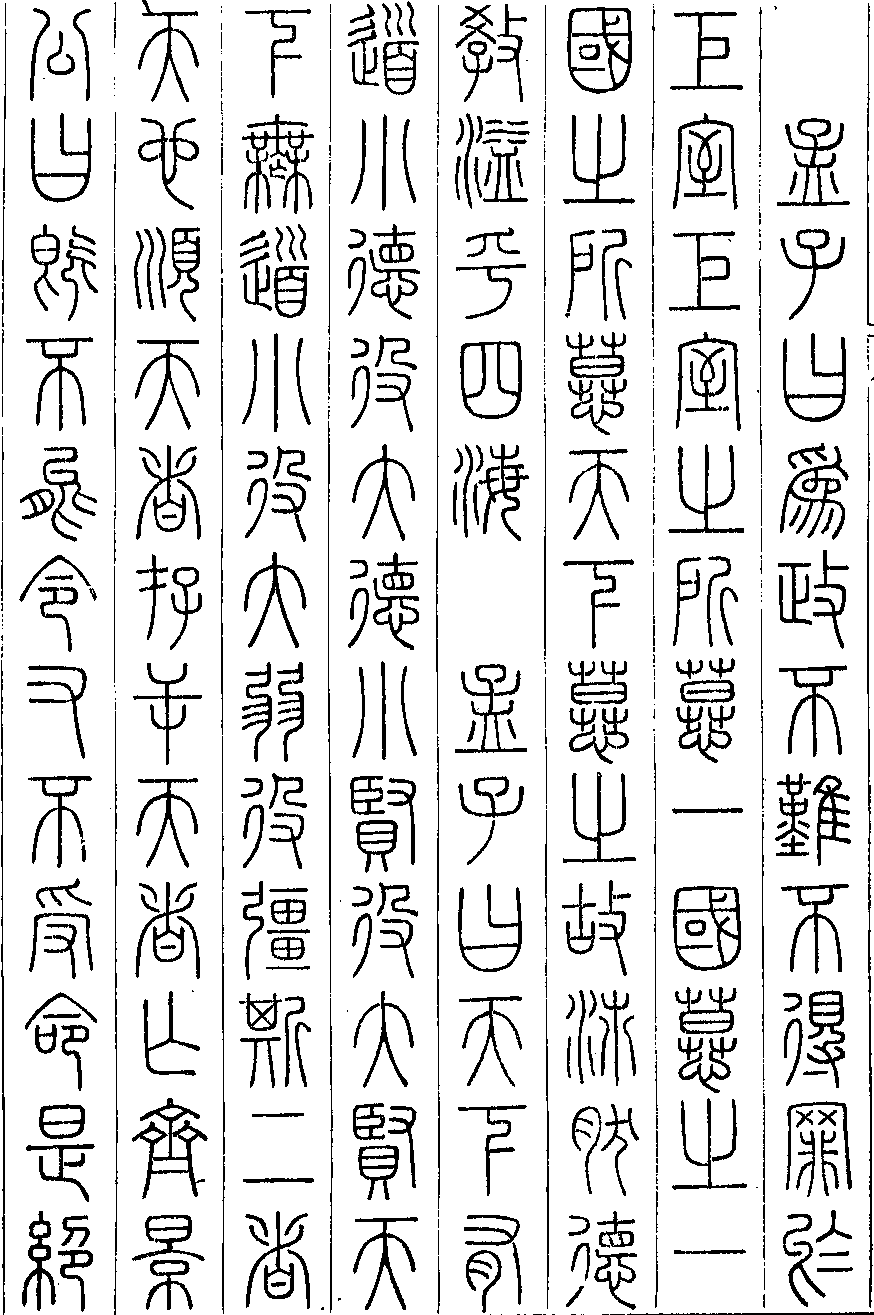 孟子曰為政不難不得罪於
巨室巨室之所慕一國慕之一
國之所慕天下慕之故沛然德
教溢乎四海　孟子曰天下有
道小德役大德小賢役大賢天
下無道小役大弱役彊斯二者
天也順天者存逆天者亡齊景
公曰既不能令又不受命是絕